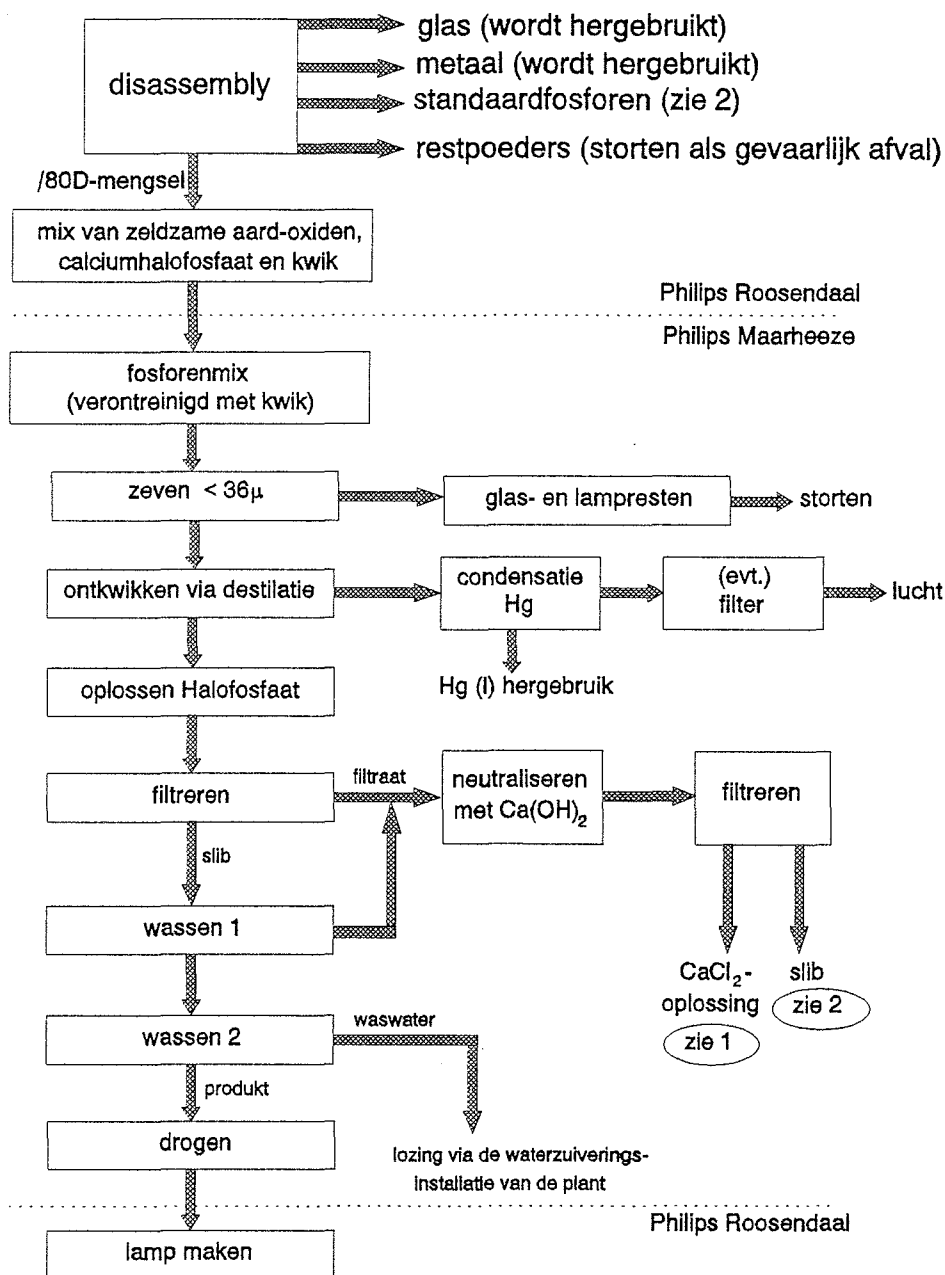 glas (wordt hergebruikt)
disassembly
metaal (wordt hergebruikt)
standaardfosforen (zie 2)
restpoeders (storten als gevaarlijk afval)
/80D-mengsel
mix van zeldzame aard-oxiden,
calciumhalofosfaat en kwik
Philips Roosendaal
Philips Maarheeze
fosforenmix
(verontreinigd met kwik)
zeven < 36µ
glas- en lampresten
storten
ontkwikken via destilatie
condensatie
Hg
(evt.)
filter
lucht
Hg (l) hergebruik
oplossen Halofosfaat
filtreren
filtraat
neutraliseren
met Ca(OH)₂
filtreren
slib
wassen 1
CaCl₂-
oplossing
zie 1
slib
zie 2
wassen 2
waswater
produkt
drogen
lozing via de waterzuiverings-
installatie van de plant
Philips Roosendaal
lamp maken